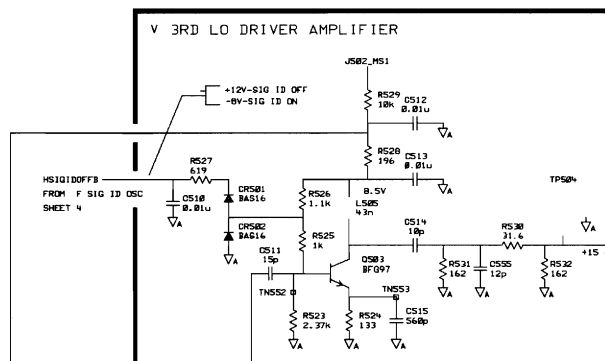 V 3RD LO DRIVER AMPLIFIER
J502_MS1
+12V-SIG ID OFF
-8V-SIG ID ON
R529
10k
C512
0.01u
A
R528
196
C513
0.01u
A
HSIQIDOFFB
FROM F SIG ID OSC
SHEET 4
R527
619
C510
0.01u
A
CR501
BAS16
CR502
BAS16
A
R526
1.1k
R525
1k
8.5V
L505
43n
TP504
C514
10p
R530
31.6
A
+15
C511
15p
Q503
BFG97
R531
162
A
C555
12p
A
R532
162
A
TN552
TN553
R523
2.37k
A
R524
133
A
C515
560p
A